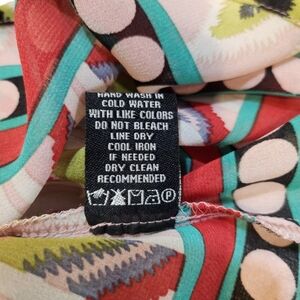 HAND WASH IN
COLD WATER
WITH LIKE COLORS
DO NOT BLEACH
LINE DRY
COOL IRON
IF NEEDED
DRY CLEAN
RECOMMENDED